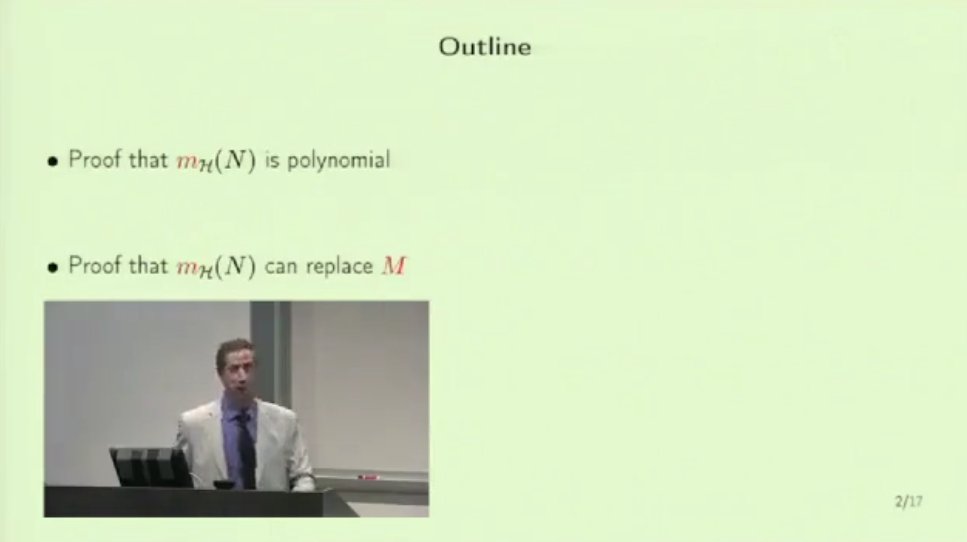 Outline
• Proof that m_ℋ(N) is polynomial
• Proof that m_ℋ(N) can replace M
2/17